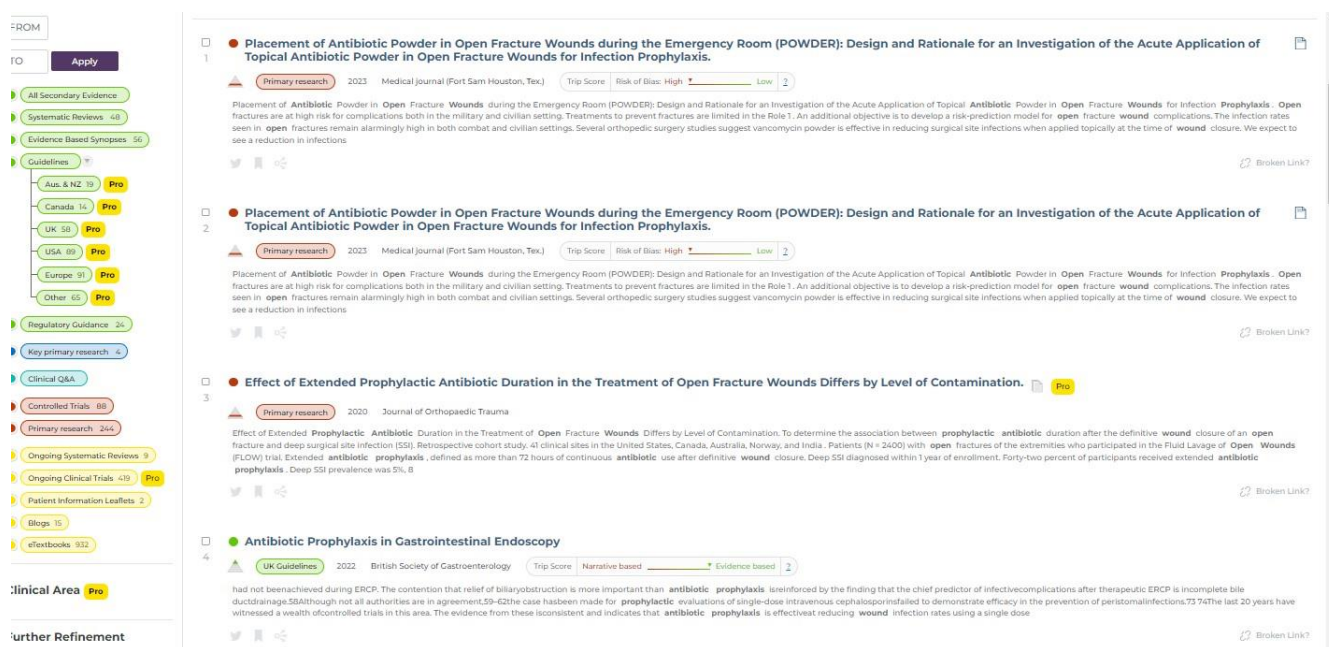 FROM
TO
Apply
All Secondary Evidence
Systematic Reviews 48
Evidence Based Synopses 56
Guidelines
Aus. & NZ 19 Pro
Canada 14 Pro
UK 58 Pro
USA 89 Pro
Europe 91 Pro
Other 65 Pro
Regulatory Guidance 24
Key primary research 4
Clinical Q&A
Controlled Trials 88
Primary research 244
Ongoing Systematic Reviews 9
Ongoing Clinical Trials 419 Pro
Patient Information Leaflets 2
Blogs 15
eTextbooks 932
Clinical Area Pro
Further Refinement
1
Placement of Antibiotic Powder in Open Fracture Wounds during the Emergency Room (POWDER): Design and Rationale for an Investigation of the Acute Application of
Topical Antibiotic Powder in Open Fracture Wounds for Infection Prophylaxis.
Primary research 2023 Medical journal (Fort Sam Houston, Tex.) Trip Score Risk of Bias: High Low ?
Placement of Antibiotic Powder in Open Fracture Wounds during the Emergency Room (POWDER): Design and Rationale for an Investigation of the Acute Application of Topical Antibiotic Powder in Open Fracture Wounds for Infection Prophylaxis. Open
fractures are at high risk for complications both in the military and civilian setting. Treatments to prevent fractures are limited in the Role 1. An additional objective is to develop a risk-prediction model for open fracture wound complications. The infection rates
seen in open fractures remain alarmingly high in both combat and civilian settings. Several orthopedic surgery studies suggest vancomycin powder is effective in reducing surgical site infections when applied topically at the time of wound closure. We expect to
see a reduction in infections
Broken Link?
2
Placement of Antibiotic Powder in Open Fracture Wounds during the Emergency Room (POWDER): Design and Rationale for an Investigation of the Acute Application of
Topical Antibiotic Powder in Open Fracture Wounds for Infection Prophylaxis.
Primary research 2023 Medical journal (Fort Sam Houston, Tex.) Trip Score Risk of Bias: High Low ?
Placement of Antibiotic Powder in Open Fracture Wounds during the Emergency Room (POWDER): Design and Rationale for an Investigation of the Acute Application of Topical Antibiotic Powder in Open Fracture Wounds for Infection Prophylaxis. Open
fractures are at high risk for complications both in the military and civilian setting. Treatments to prevent fractures are limited in the Role 1. An additional objective is to develop a risk-prediction model for open fracture wound complications. The infection rates
seen in open fractures remain alarmingly high in both combat and civilian settings. Several orthopedic surgery studies suggest vancomycin powder is effective in reducing surgical site infections when applied topically at the time of wound closure. We expect to
see a reduction in infections
Broken Link?
3
Effect of Extended Prophylactic Antibiotic Duration in the Treatment of Open Fracture Wounds Differs by Level of Contamination. Pro
Primary research 2020 Journal of Orthopaedic Trauma
Effect of Extended Prophylactic Antibiotic Duration in the Treatment of Open Fracture Wounds Differs by Level of Contamination. To determine the association between prophylactic antibiotic duration after the definitive wound closure of an open
fracture and deep surgical site infection (SSI). Retrospective cohort study. 41 clinical sites in the United States, Canada, Australia, Norway, and India. Patients (N = 2400) with open fractures of the extremities who participated in the Fluid Lavage of Open Wounds
(FLOW) trial. Extended antibiotic prophylaxis, defined as more than 72 hours of continuous antibiotic use after definitive wound closure. Deep SSI diagnosed within 1 year of enrollment. Forty-two percent of participants received extended antibiotic
prophylaxis. Deep SSI prevalence was 5%, 8
Broken Link?
4
Antibiotic Prophylaxis in Gastrointestinal Endoscopy
UK Guidelines 2022 British Society of Gastroenterology Trip Score Narrative based Evidence based ?
had not beenachieved during ERCP. The contention that relief of biliaryobstruction is more important than antibiotic prophylaxis isreinforced by the finding that the chief predictor of infectivecomplications after therapeutic ERCP is incomplete bile
ductdrainage.58Although not all authorities are in agreement,59–62the case hasbeen made for prophylactic evaluations of single-dose intravenous cephalosporinsfailed to demonstrate efficacy in the prevention of peristomalinfections.73 74The last 20 years have
witnessed a wealth ofcontrolled trials in this area. The evidence from these isconsistent and indicates that antibiotic prophylaxis is effectiveat reducing wound infection rates using a single dose
Broken Link?